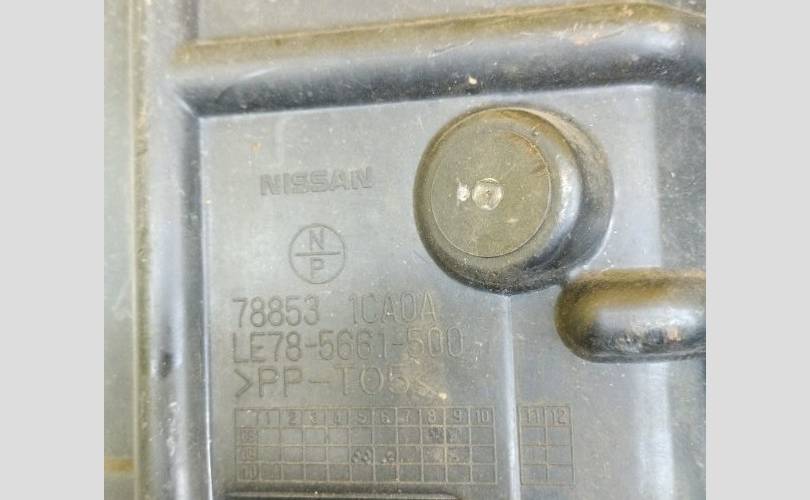 NISSAN
N
P
78853 1CA0A
LE78-5661-500
>PP-TO5<
1 2 3 4 5 6 7 8 9 10 11 12